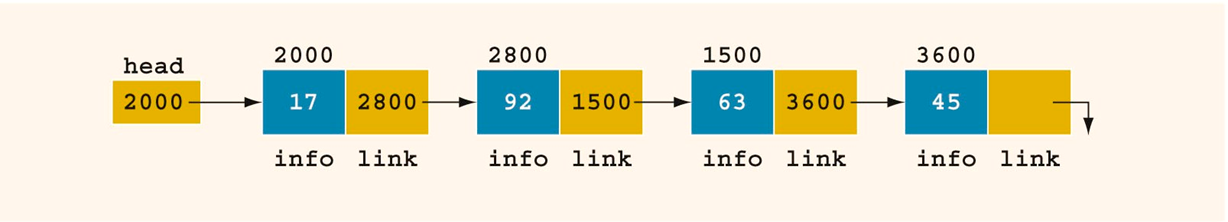 2000 2800 1500 3600
head
2000 17 2800 92 1500 63 3600 45
info link info link info link info link